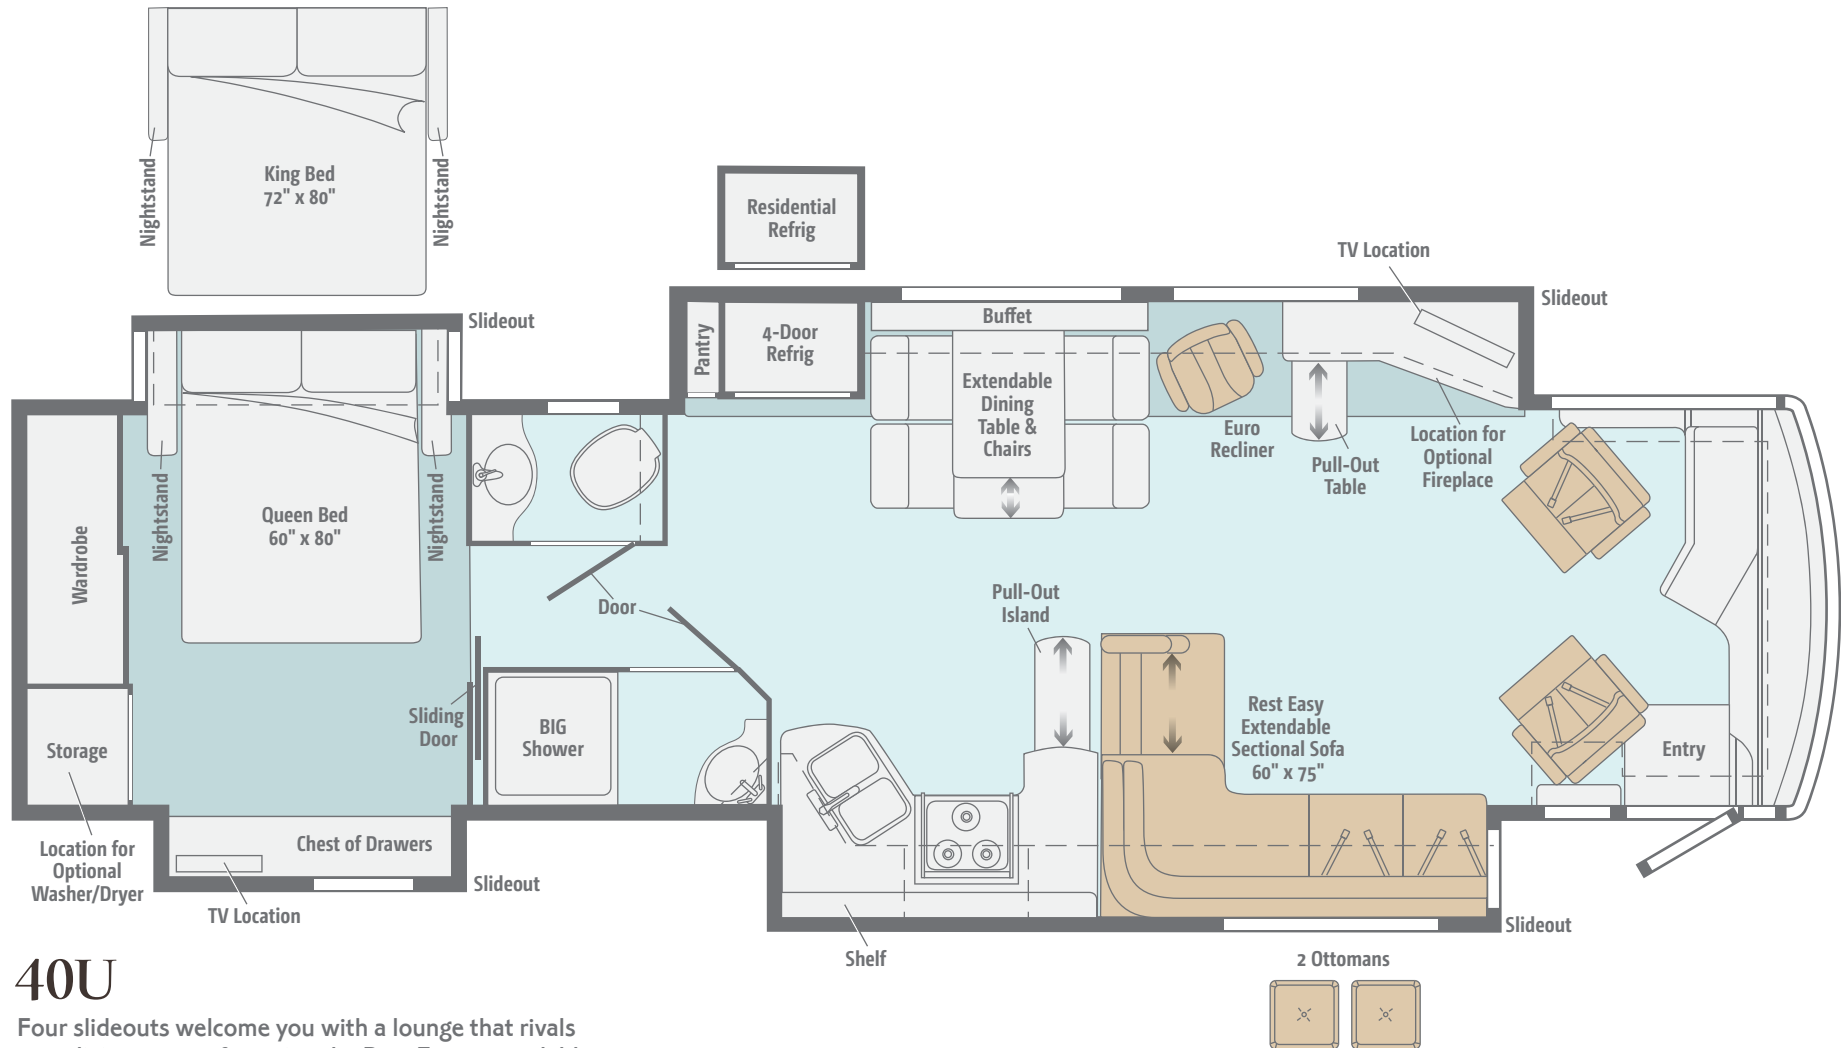 King Bed
72" x 80"
Nightstand
Nightstand
Residential
Refrig
TV Location
Slideout
Slideout
Buffet
Pantry
4-Door
Refrig
Extendable
Dining
Table &
Chairs
Euro
Recliner
Pull-Out
Table
Location for
Optional
Fireplace
Wardrobe
Nightstand
Queen Bed
60" x 80"
Nightstand
Door
Pull-Out
Island
Sliding
Door
BIG
Shower
Rest Easy
Extendable
Sectional Sofa
60" x 75"
Entry
Storage
Location for
Optional
Washer/Dryer
Chest of Drawers
TV Location
Slideout
Slideout
Shelf
2 Ottomans
40U
Four slideouts welcome you with a lounge that rivals